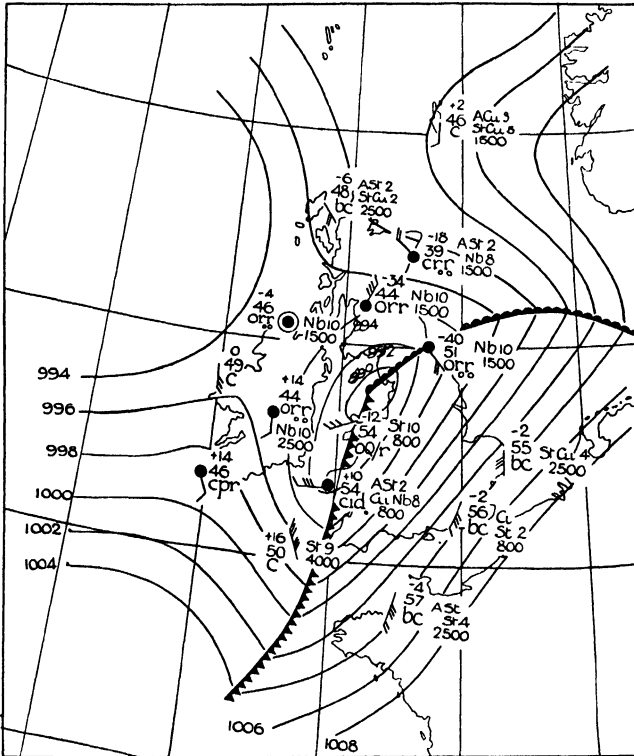 +2
46
C
ACu 3
StCu 5
1500
-6
48
bc
ASt 2
StCu 2
2500
-18
39
crr
ASt 2
Nb 8
1500
-34
44
orr
Nb 10
1500
994
-4
46
orr
Nb 10
1500
-40
51
orr
Nb 10
1500
992
0
49
C
+14
44
orr
Nb 10
2500
994
996
998
1000
1002
1004
-12
54
St 10
800
+14
46
cpr
+10
54
cid
ASt 2
Cu Nb 8
800
+16
50
C
St 9
4000
-2
55
bc
StCu 4
2500
-2
56
bc
St 2
800
-4
57
bc
ASt
St 4
2500
1006
1008